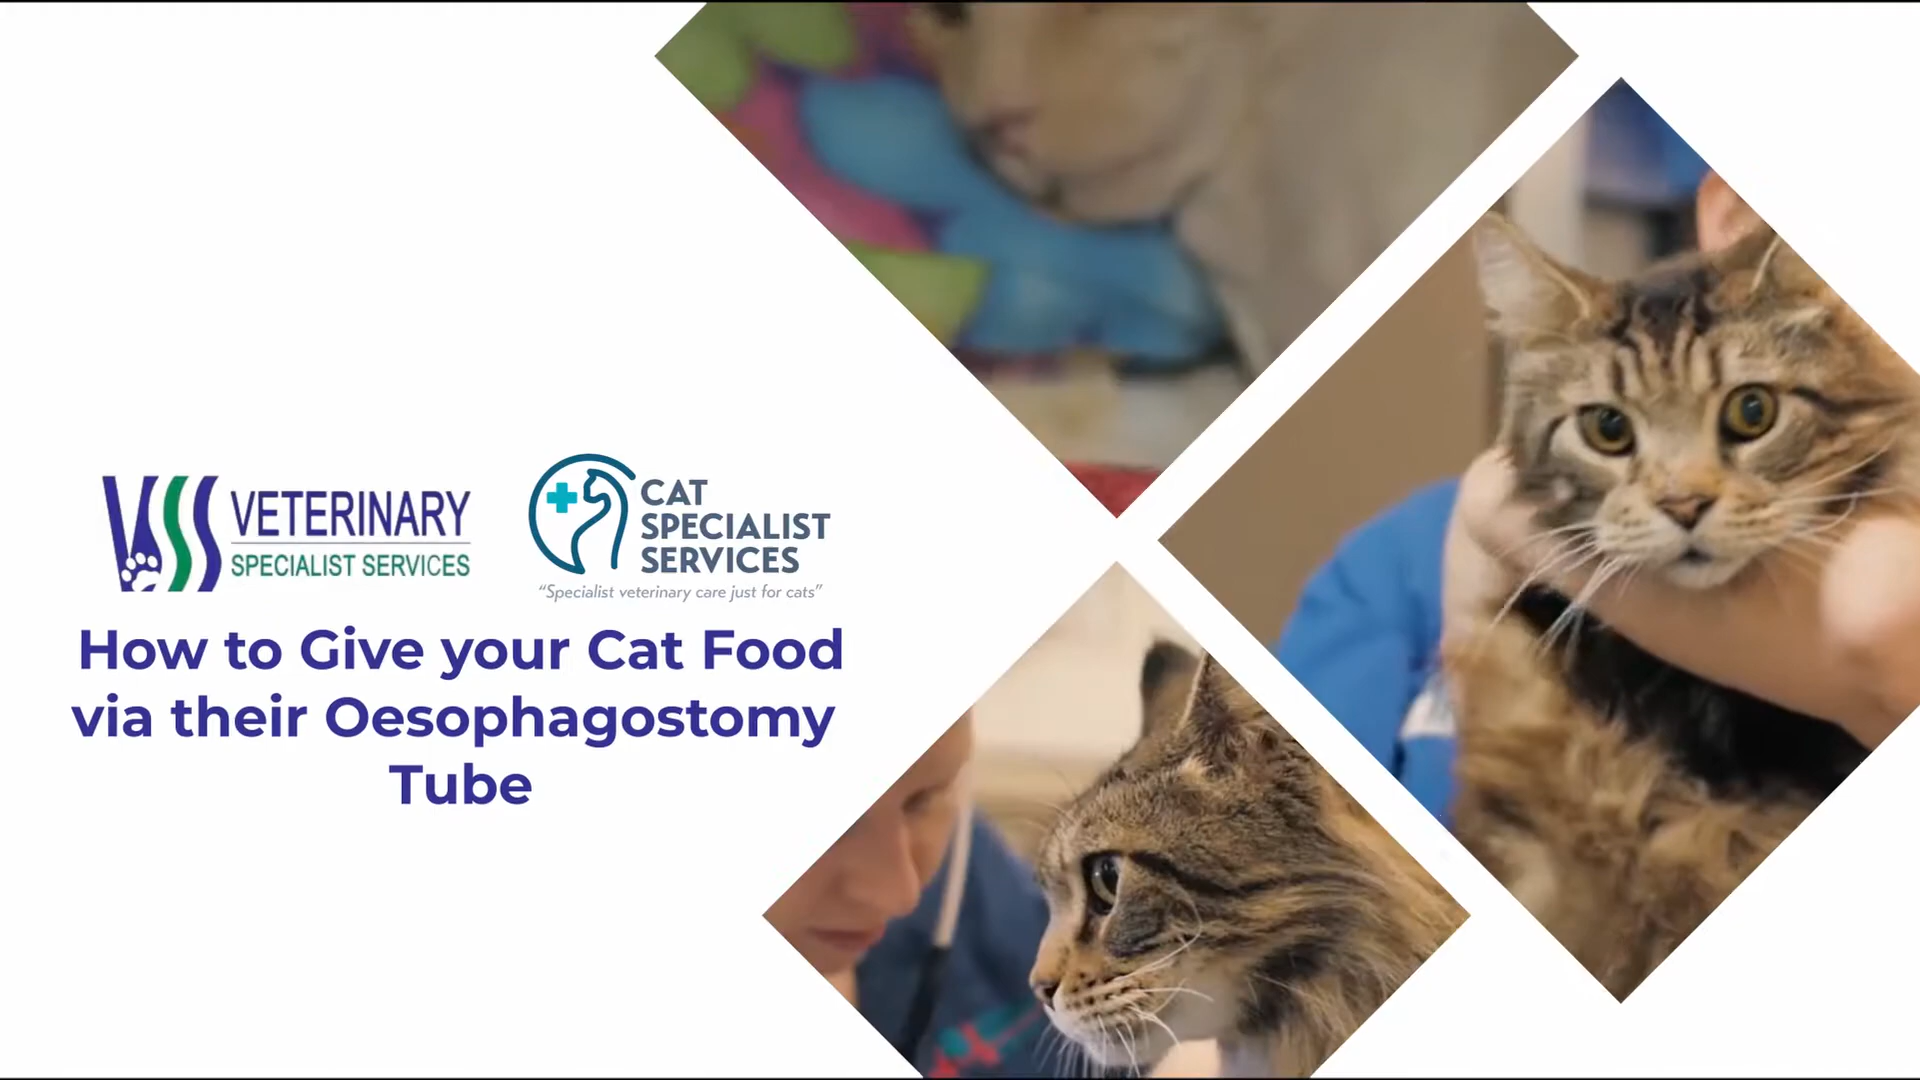 VSS VETERINARY
SPECIALIST SERVICES
CAT
SPECIALIST
SERVICES
“Specialist veterinary care just for cats”
How to Give your Cat Food
via their Oesophagostomy
Tube